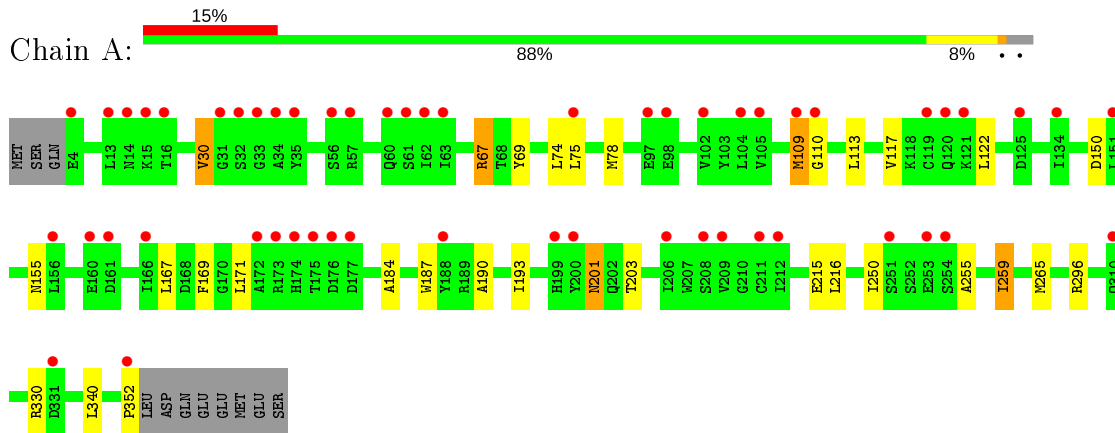 15%
Chain A:
88% 8% • •
MET SER GLN E4 L13 N14 K15 T16 V30 G31 S32 G33 A34 Y35 S56 R57 Q60 S61 I62 I63 R67 T68 Y69 L74 L75 M78 E97 E98 V102 Y103 L104 V105 M109 G110 L113 V117 K118 C119 Q120 K121 L122 D125 I134 D150 L151
N155 L156 E160 D161 I166 L167 D168 F169 G170 L171 A172 R173 H174 T175 D176 D177 A184 W187 Y188 R189 A190 I193 H199 Y200 N201 Q202 T203 I206 W207 S208 V209 G210 C211 I212 E215 L216 I250 S251 S252 E253 S254 A255 I259 M265 R296 Q310
R330 D331 L340 P352 LEU ASP GLN GLU GLU MET GLU SER